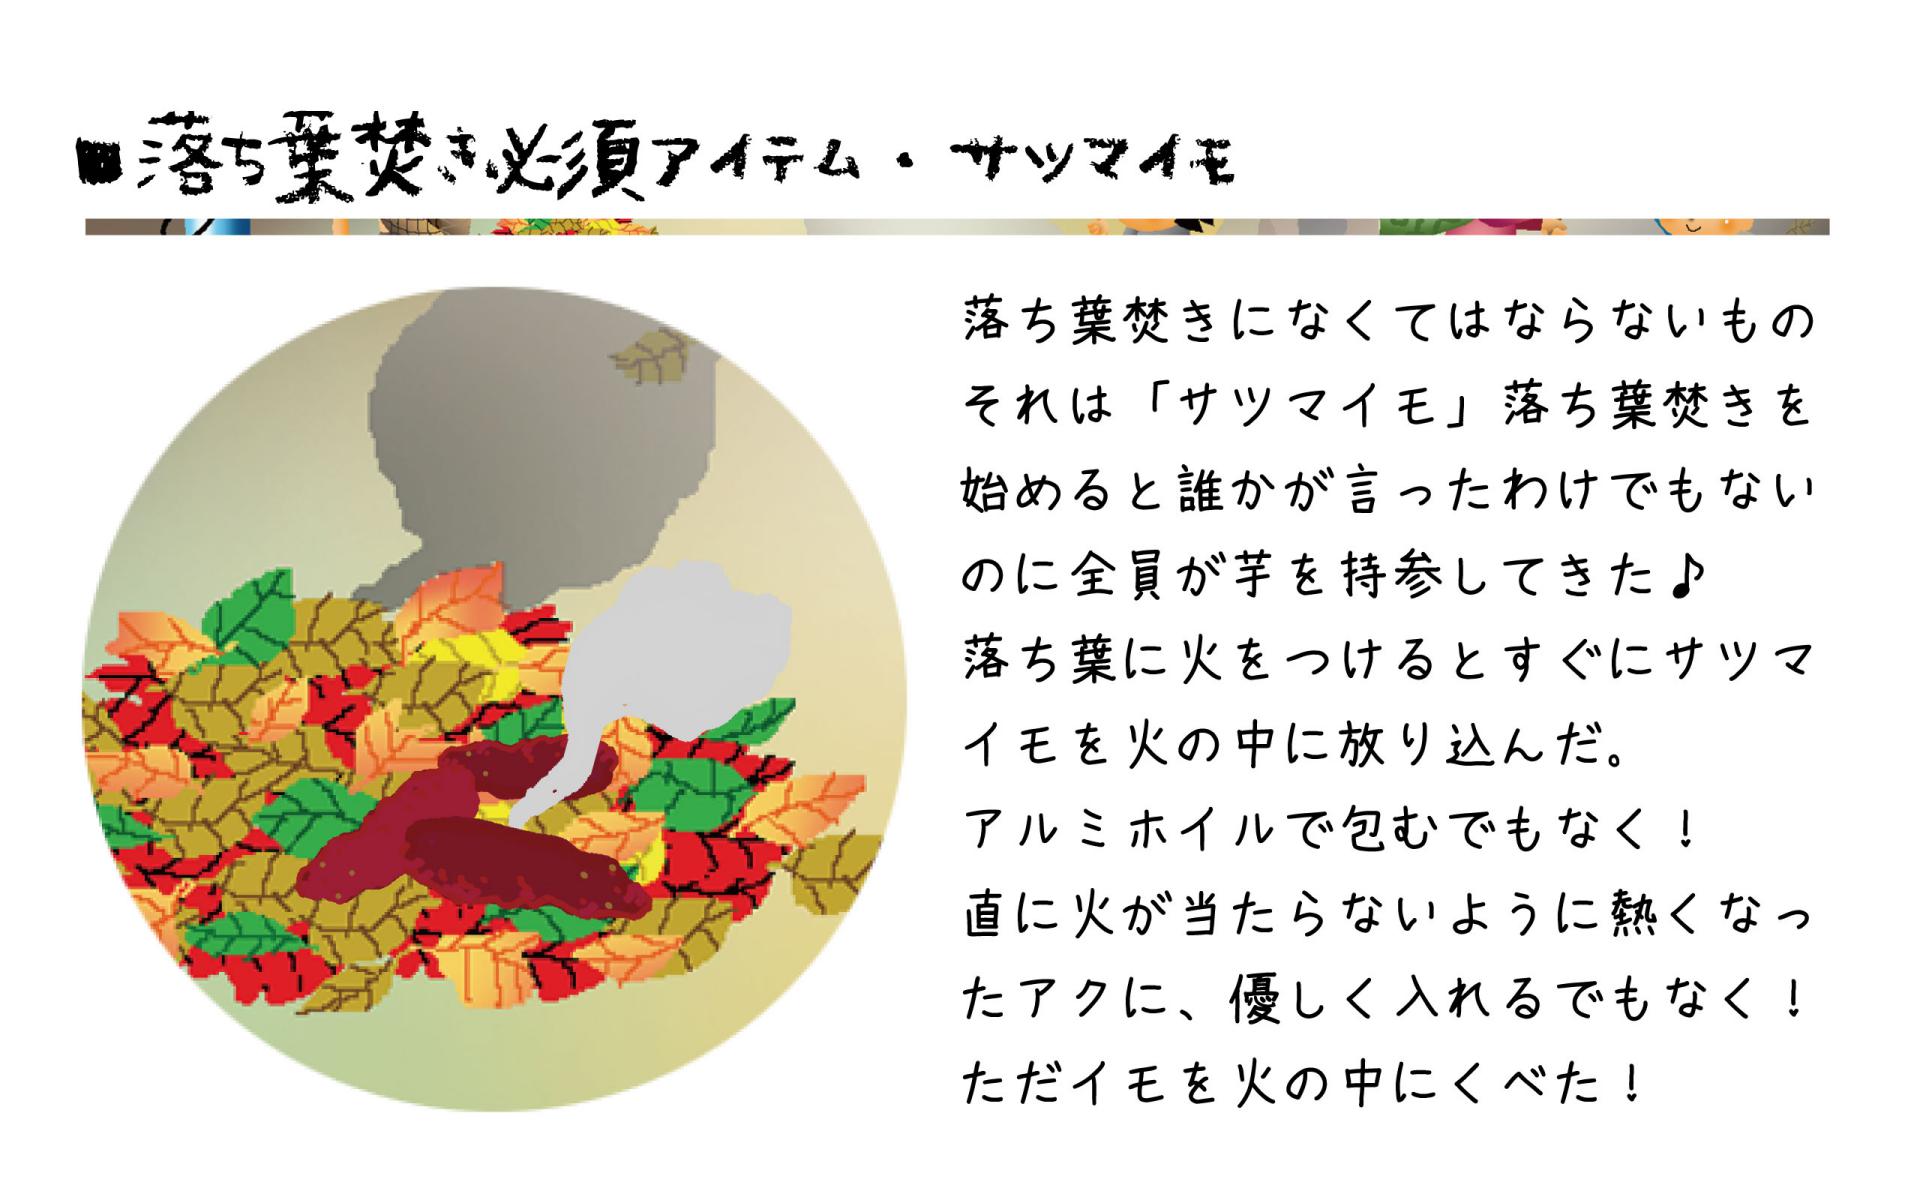 ■落ち葉焚き必須アイテム・サツマイモ
落ち葉焚きになくてはならないもの
それは「サツマイモ」落ち葉焚きを
始めると誰かが言ったわけでもない
のに全員が芋を持参してきた♪
落ち葉に火をつけるとすぐにサツマ
イモを火の中に放り込んだ。
アルミホイルで包むでもなく！
直に火が当たらないように熱くなっ
たアクに、優しく入れるでもなく！
ただイモを火の中にくべた！